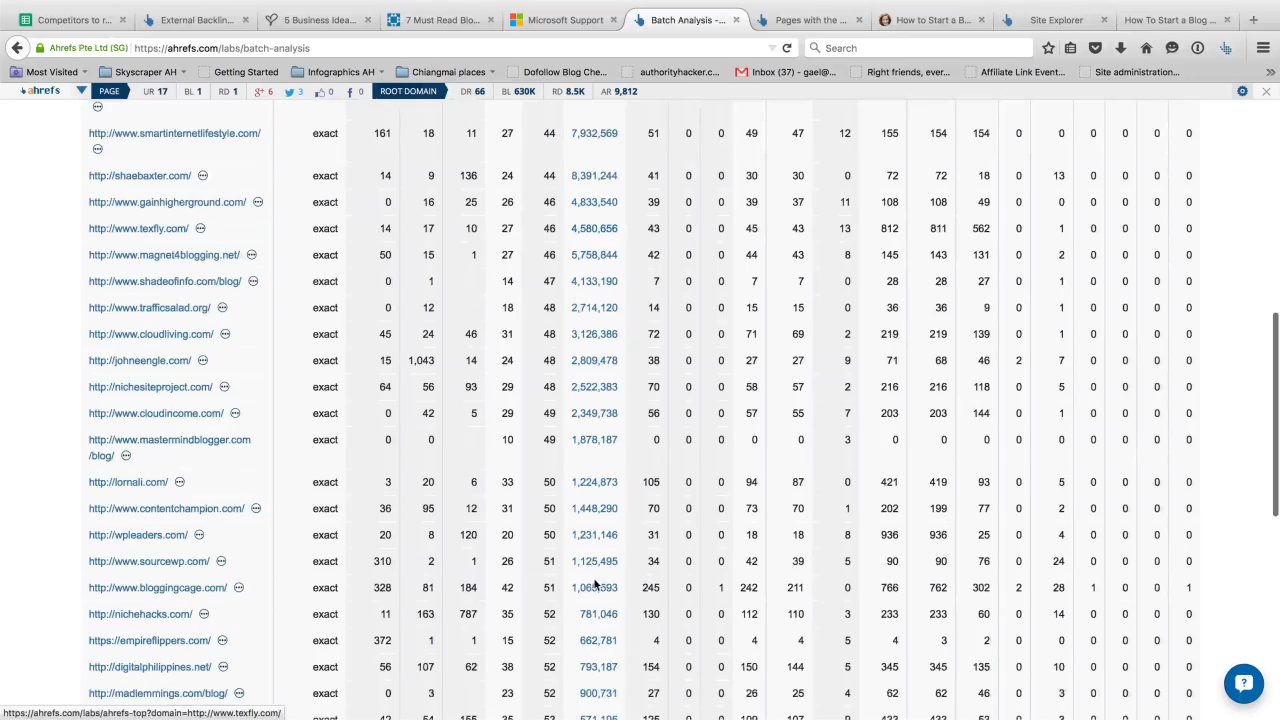 Competitors to r... External Backlin... 5 Business Idea... 7 Must Read Blo... Microsoft Support Batch Analysis -... Pages with the ... How to Start a B... Site Explorer How To Start a Blog ...
Ahrefs Pte Ltd (SG) https://ahrefs.com/labs/batch-analysis Search
Most Visited Skyscraper AH Getting Started Infographics AH Chiangmai places Dofollow Blog Che... authorityhacker.c... Inbox (37) - gael@... Right friends, ever... Affiliate Link Event... Site administration...
ahrefs PAGE UR 17 BL 1 RD 1 6 3 0 0 ROOT DOMAIN DR 66 BL 630K RD 8.5K AR 9,812
http://www.smartinternetlifestyle.com/ exact 161 18 11 27 44 7,932,569 51 0 0 49 47 12 155 154 154 0 0 0 0 0
http://shaebaxter.com/ exact 14 9 136 24 44 8,391,244 41 0 0 30 30 0 72 72 18 0 13 0 0 0
http://www.gainhigherground.com/ exact 0 16 25 26 46 4,833,540 39 0 0 39 37 11 108 108 49 0 0 0 0 0
http://www.texfly.com/ exact 14 17 10 27 46 4,580,656 43 0 0 45 43 13 812 811 562 0 1 0 0 0
http://www.magnet4blogging.net/ exact 50 15 1 27 46 5,758,844 42 0 0 44 43 8 145 143 131 0 2 0 0 0
http://www.shadeofinfo.com/blog/ exact 0 1 14 47 4,133,190 7 0 0 7 7 0 28 28 27 0 1 0 0 0
http://www.trafficsalad.org/ exact 0 12 18 48 2,714,120 14 0 0 15 15 0 36 36 9 0 1 0 0 0
http://www.cloudliving.com/ exact 45 24 46 31 48 3,126,386 72 0 0 71 69 2 219 219 139 0 1 0 0 0
http://johneengle.com/ exact 15 1,043 14 24 48 2,809,478 38 0 0 27 27 9 71 68 46 2 7 0 0 0
http://nichesiteproject.com/ exact 64 56 93 29 48 2,522,383 70 0 0 58 57 2 216 216 118 0 5 0 0 0
http://www.cloudincome.com/ exact 0 42 5 29 49 2,349,738 56 0 0 57 55 7 203 203 144 0 1 0 0 0
http://www.mastermindblogger.com exact 0 0 10 49 1,878,187 0 0 0 0 0 3 0 0 0 0 0 0 0 0
/blog/
http://lornali.com/ exact 3 20 6 33 50 1,224,873 105 0 0 94 87 0 421 419 93 0 5 0 0 0
http://www.contentchampion.com/ exact 36 95 12 31 50 1,448,290 70 0 0 73 70 1 202 199 77 0 2 0 0 0
http://wpleaders.com/ exact 20 8 120 20 50 1,231,146 31 0 0 18 18 8 936 936 25 0 4 0 0 0
http://www.sourcewp.com/ exact 310 2 1 26 51 1,125,495 34 0 0 42 39 5 90 90 76 0 24 0 0 0
http://www.bloggingcage.com/ exact 328 81 184 42 51 245 0 1 242 211 0 766 762 302 2 28 1 0 1
http://nichehacks.com/ exact 11 163 787 35 52 781,046 130 0 0 112 110 3 233 233 60 0 14 0 0 0
https://empireflippers.com/ exact 372 1 1 15 52 662,781 4 0 0 4 4 5 4 3 2 0 0 0 0 0
http://digitalphilippines.net/ exact 56 107 62 38 52 793,187 154 0 0 150 144 5 345 345 135 0 10 0 0 0
http://madlemmings.com/blog/ exact 0 3 23 52 900,731 27 0 0 26 25 4 62 62 46 0 3 0 0 0
https://ahrefs.com/labs/ahrefs-top?domain=http://www.texfly.com/